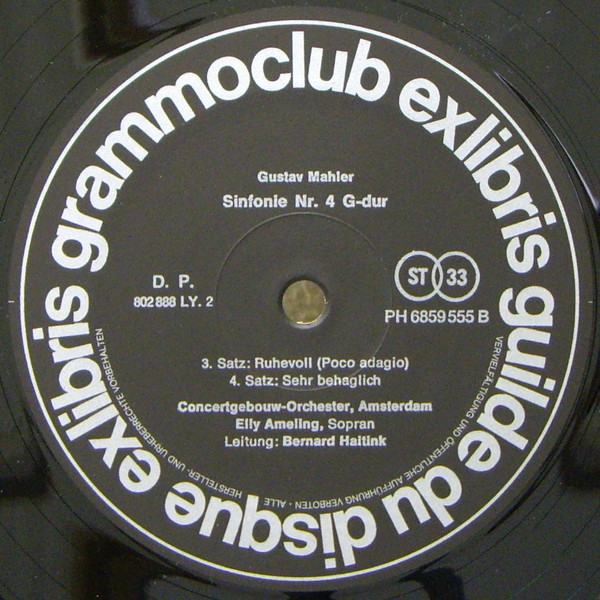 grammoclub exlibris guilde du disque exlibris
Gustav Mahler
Sinfonie Nr. 4 G-dur
D. P.
802 888 LY. 2
ST 33
PH 6859 555 B
3. Satz: Ruhevoll (Poco adagio)
4. Satz: Sehr behaglich
Concertgebouw-Orchester, Amsterdam
Elly Ameling, Sopran
Leitung: Bernard Haitink
VERVIELFÄLTIGUNG UND ÖFFENTLICHE AUFFÜHRUNG VERBOTEN • ALLE HERSTELLER- UND URHEBERRECHTE VORBEHALTEN